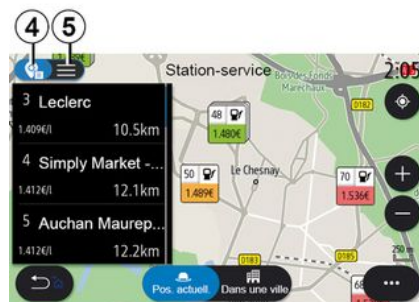 4 5
Station-service
2:05
3 Leclerc
1.409€/l 10.5km
4 Simply Market -...
1.412€/l 12.1km
5 Auchan Maurep...
1.412€/l 12.2km
Bois des Fonds
Maréchaux
D182
48
1.480€
50
1.489€
Le Chesnay
70
1.536€
250 m
D183
D185
68
Pos. actuell.
Dans une ville